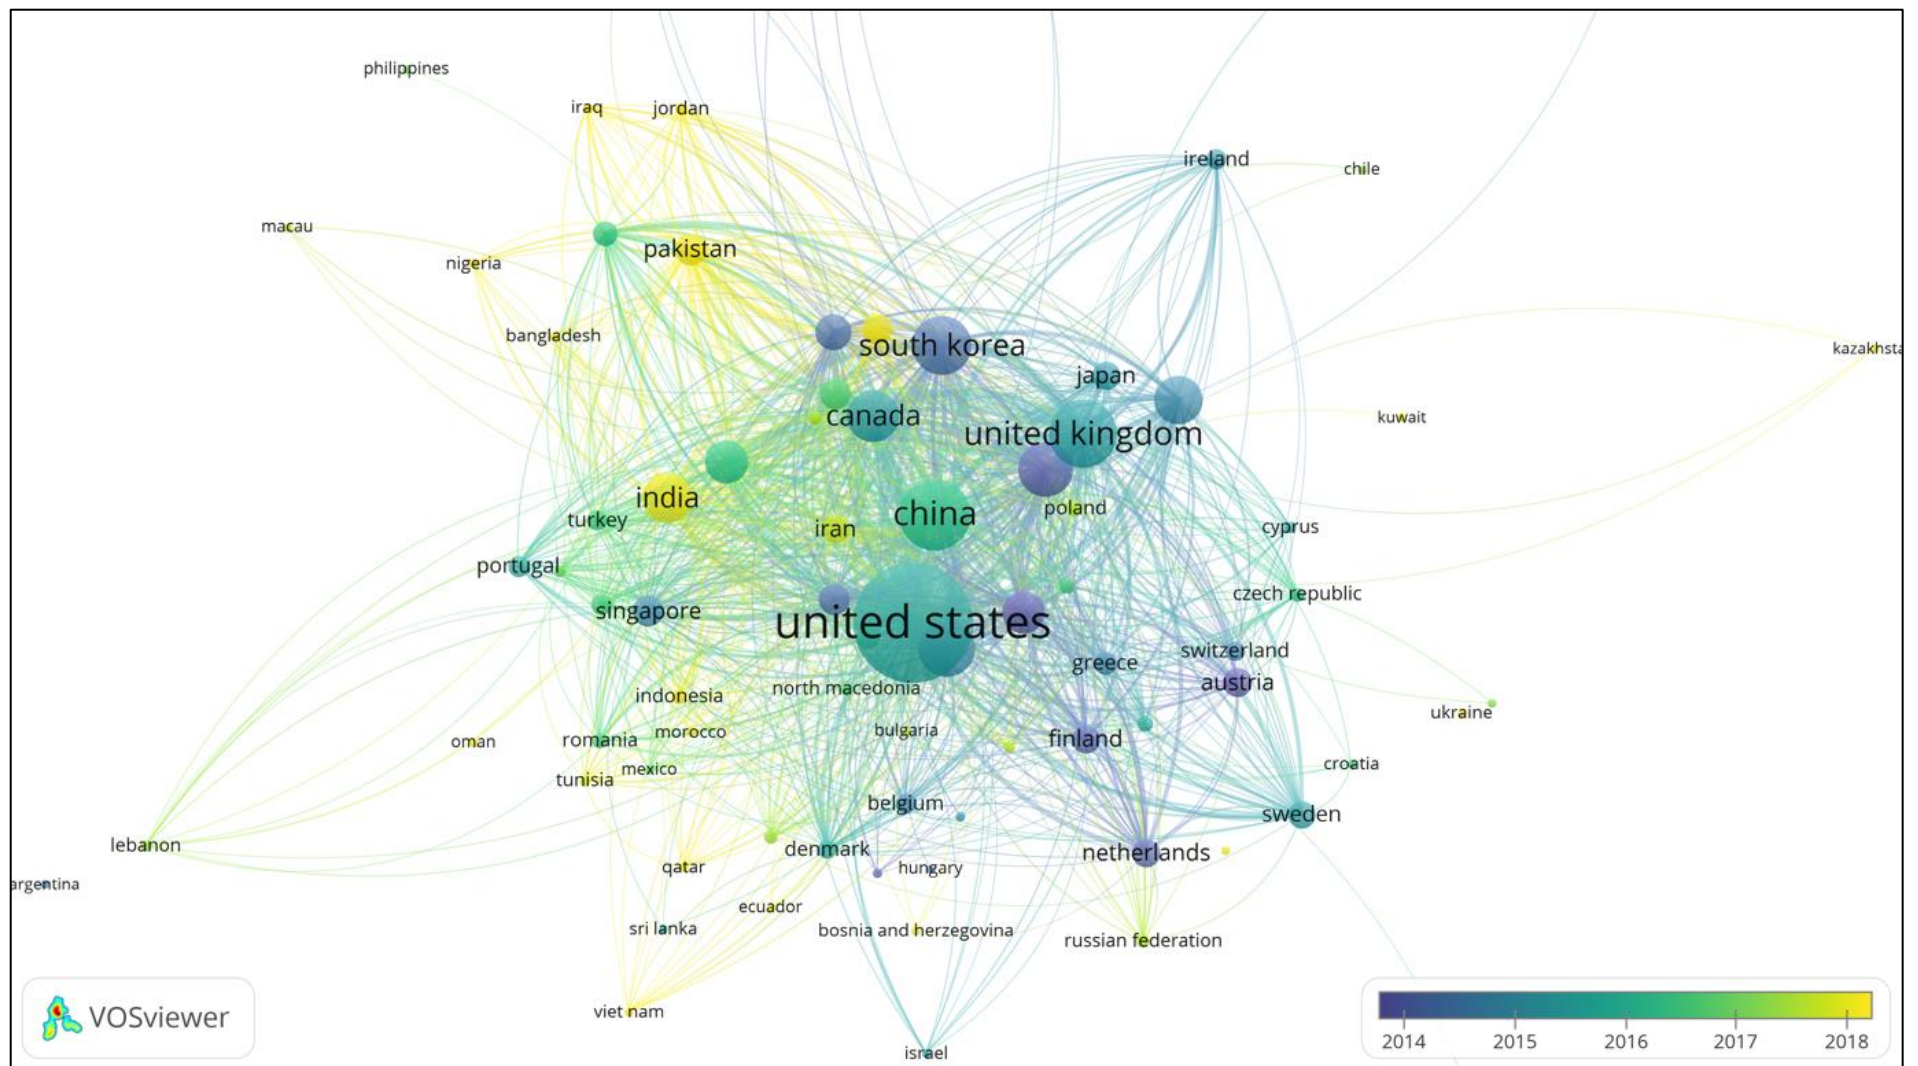 philippines
iraq
jordan
ireland
chile
macau
pakistan
nigeria
bangladesh
south korea
kazakhsta
japan
canada
kuwait
united kingdom
india
poland
china
turkey
iran
cyprus
portugal
czech republic
singapore
united states
switzerland
greece
austria
north macedonia
indonesia
ukraine
bulgaria
morocco
finland
romania
oman
croatia
mexico
tunisia
belgium
sweden
lebanon
denmark
netherlands
qatar
hungary
argentina
ecuador
sri lanka
bosnia and herzegovina
russian federation
viet nam
VOSviewer
israel
2014 2015 2016 2017 2018